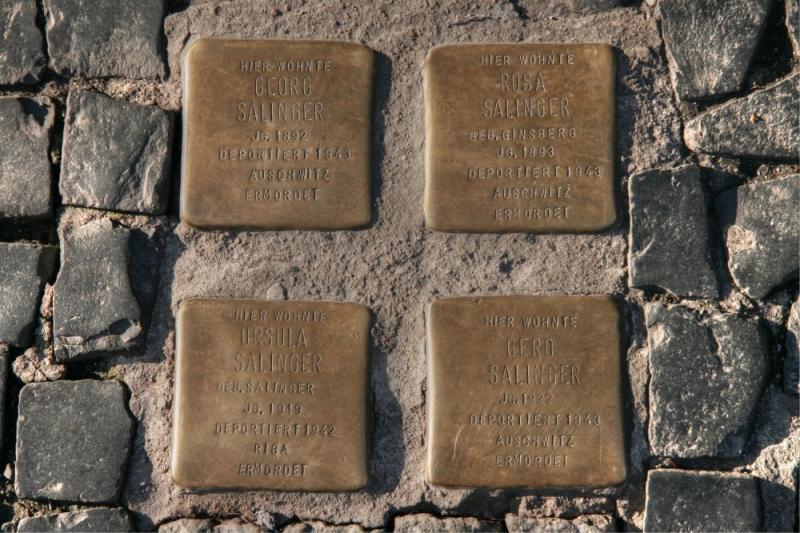 HIER WOHNTE
GEORG
SALINGER
JG. 1892
DEPORTIERT 1943
AUSCHWITZ
ERMORDET
HIER WOHNTE
ROSA
SALINGER
GEB. GINSBERG
JG. 1893
DEPORTIERT 1943
AUSCHWITZ
ERMORDET
HIER WOHNTE
URSULA
SALINGER
GEB. SALINGER
JG. 1919
DEPORTIERT 1942
RIGA
ERMORDET
HIER WOHNTE
GERD
SALINGER
JG. 1922
DEPORTIERT 1943
AUSCHWITZ
ERMORDET